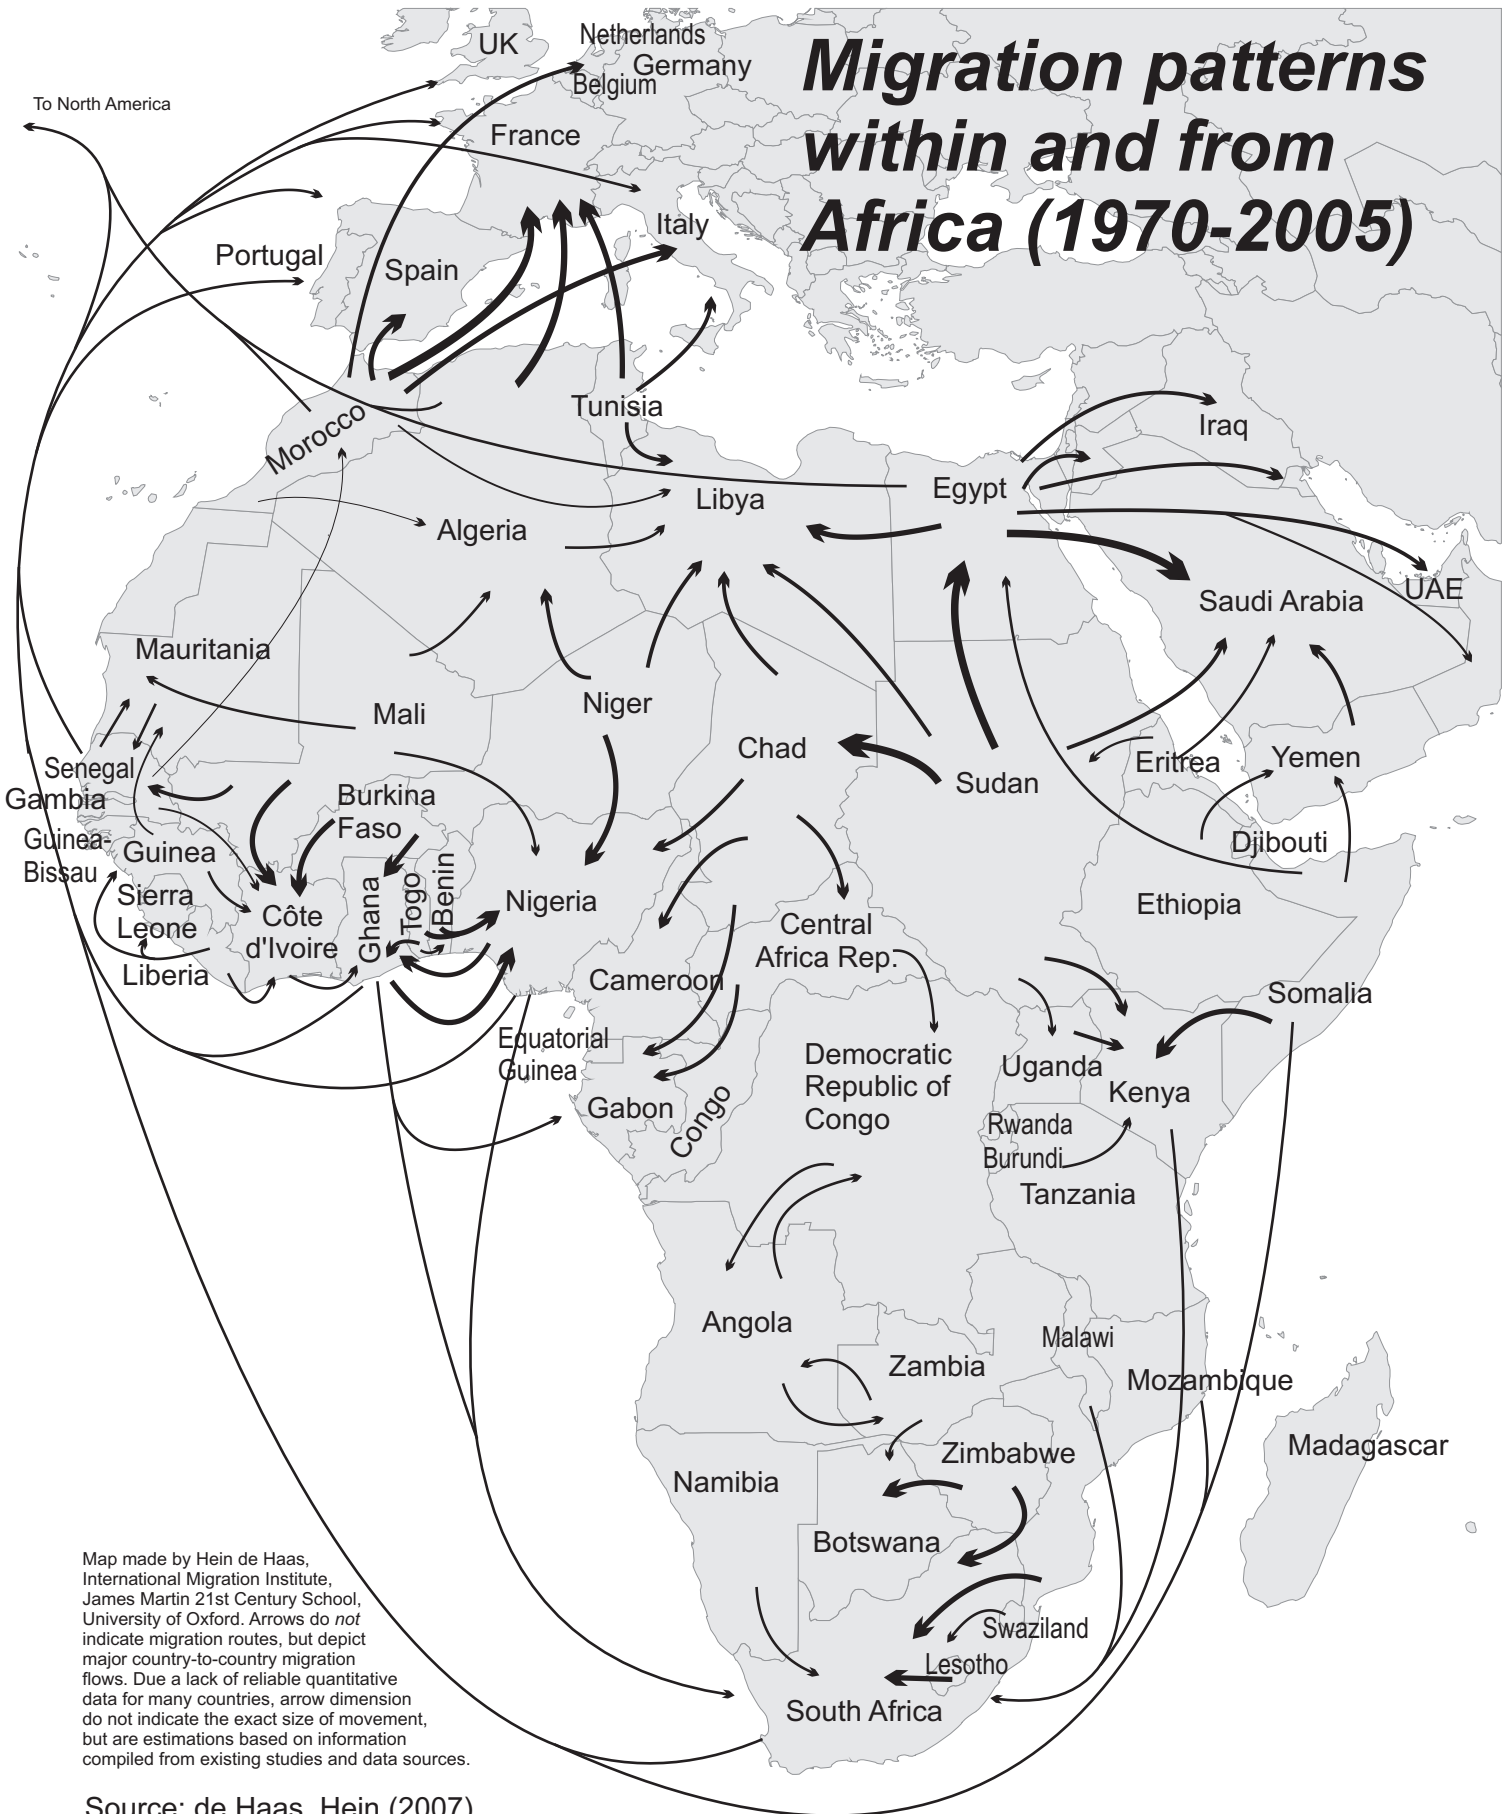 Migration patterns
within and from
Africa (1970-2005)
To North America
UK
Netherlands
Germany
Belgium
France
Italy
Portugal
Spain
Morocco
Tunisia
Iraq
Algeria
Libya
Egypt
Saudi Arabia
UAE
Mauritania
Mali
Niger
Chad
Sudan
Eritrea
Yemen
Senegal
Gambia
Burkina
Faso
Guinea-
Bissau
Guinea
Sierra
Leone
Liberia
Côte
d'Ivoire
Ghana
Togo
Benin
Nigeria
Central
Africa Rep.
Cameroon
Djibouti
Ethiopia
Somalia
Equatorial
Guinea
Gabon
Congo
Democratic
Republic of
Congo
Uganda
Kenya
Rwanda
Burundi
Tanzania
Angola
Zambia
Malawi
Mozambique
Madagascar
Zimbabwe
Namibia
Botswana
Swaziland
Lesotho
South Africa
Map made by Hein de Haas,
International Migration Institute,
James Martin 21st Century School,
University of Oxford. Arrows do not
indicate migration routes, but depict
major country-to-country migration
flows. Due a lack of reliable quantitative
data for many countries, arrow dimension
do not indicate the exact size of movement,
but are estimations based on information
compiled from existing studies and data sources.
Source: de Haas, Hein (2007)